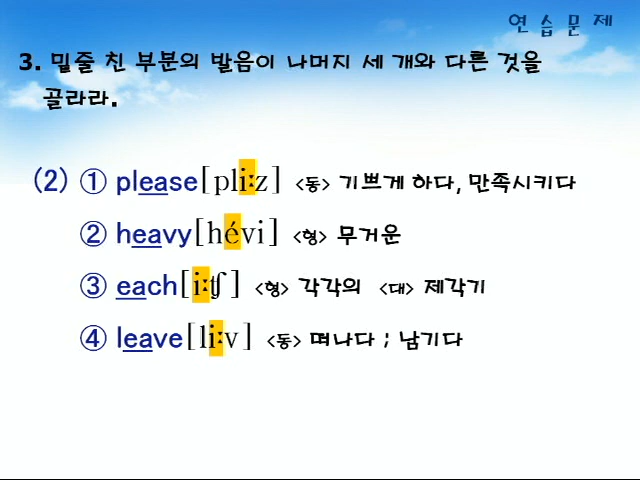 연습문제
3. 밑줄 친 부분의 발음이 나머지 세 개와 다른 것을
골라라.
(2) ① please[pli:z] <동> 기쁘게 하다, 만족시키다
② heavy[hévi] <형> 무거운
③ each[i:tʃ] <형> 각각의 <대> 제각기
④ leave[li:v] <동> 떠나다 ; 남기다